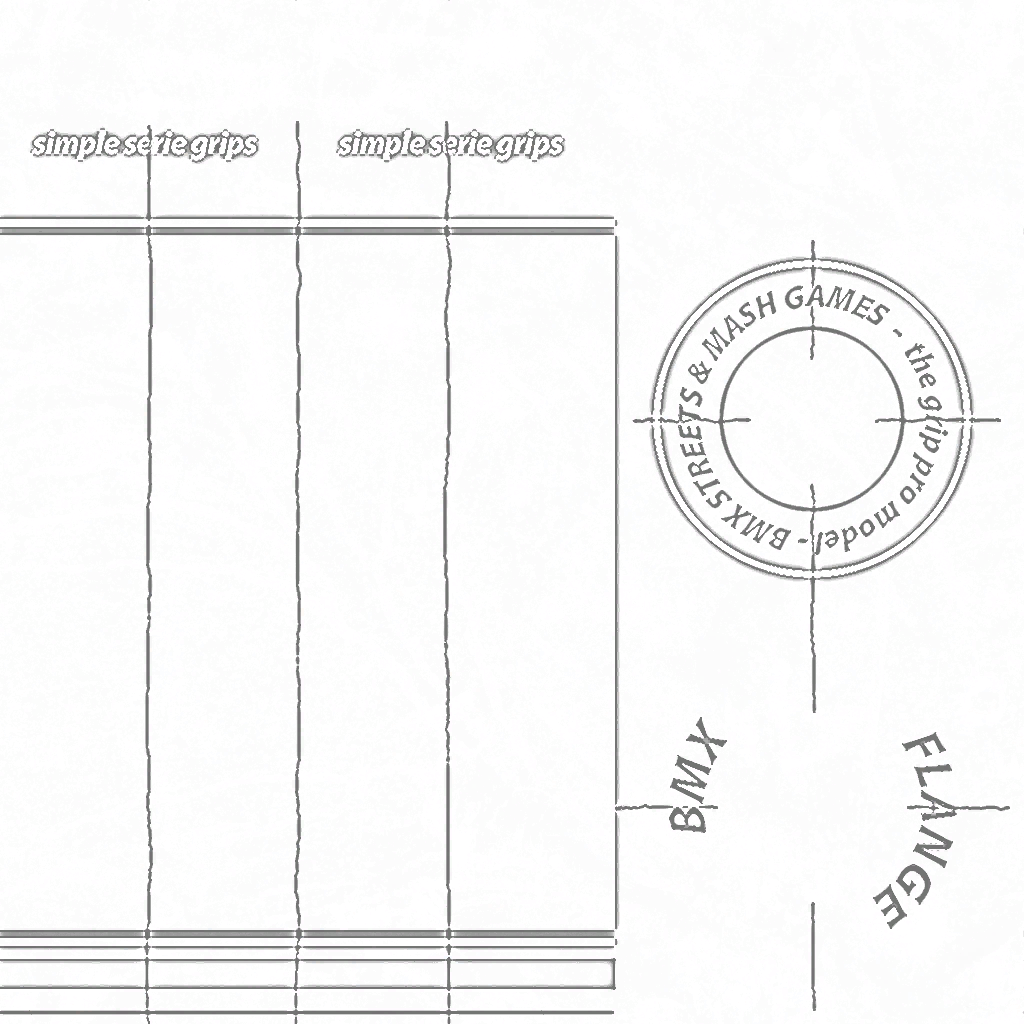 simple serie grips
simple serie grips
BMX STREETS & MASH GAMES - the grip pro model -
BMX
FLANGE